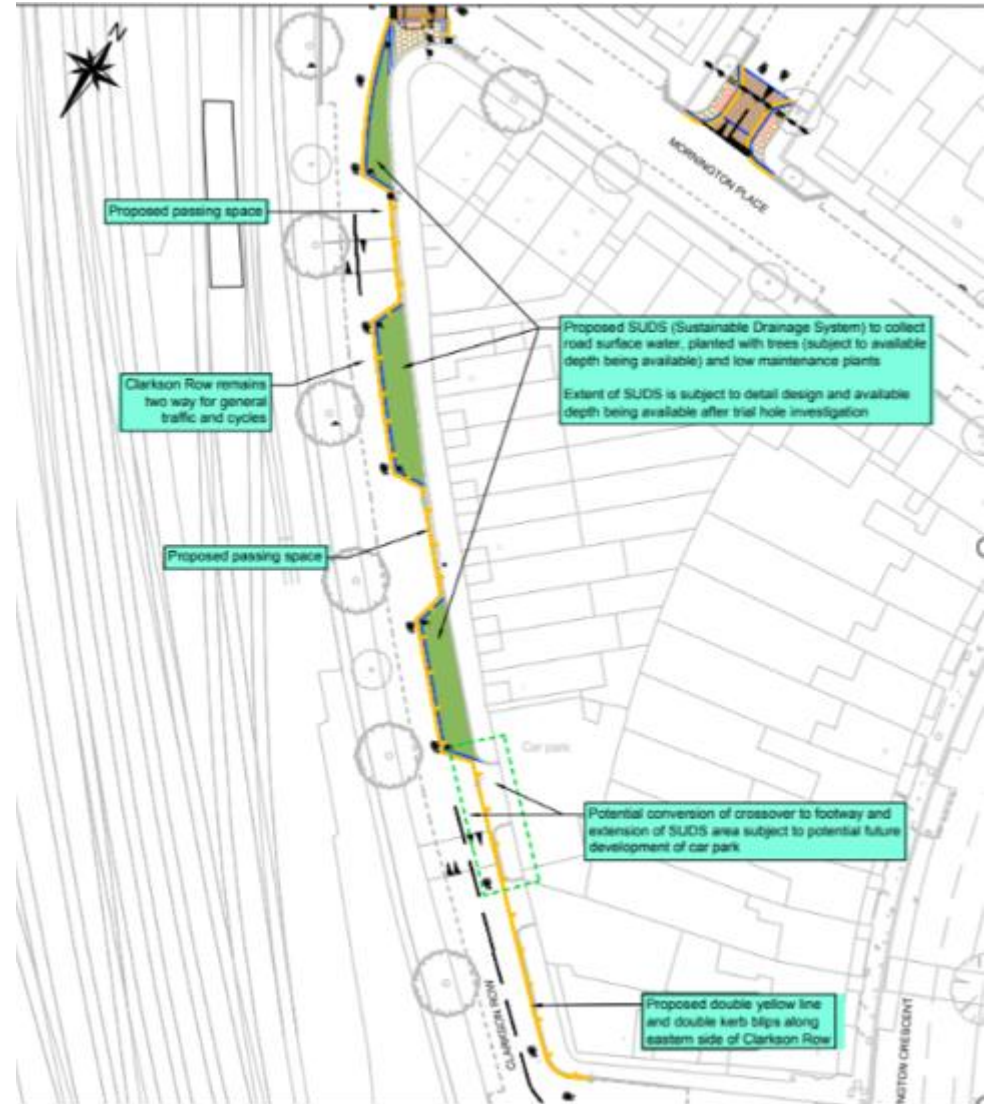 N
MORNINGTON PLACE
Proposed passing space
Proposed SUDS (Sustainable Drainage System) to collect
road surface water, planted with trees (subject to available
depth being available) and low maintenance plants
Extent of SUDS is subject to detail design and available
depth being available after trial hole investigation
Clarkson Row remains
two way for general
traffic and cycles
Proposed passing space
Car park
Potential conversion of crossover to footway and
extension of SUDS area subject to potential future
development of car park
CLARKSON ROW
Proposed double yellow line
and double kerb blips along
eastern side of Clarkson Row
NGTON CRESCENT